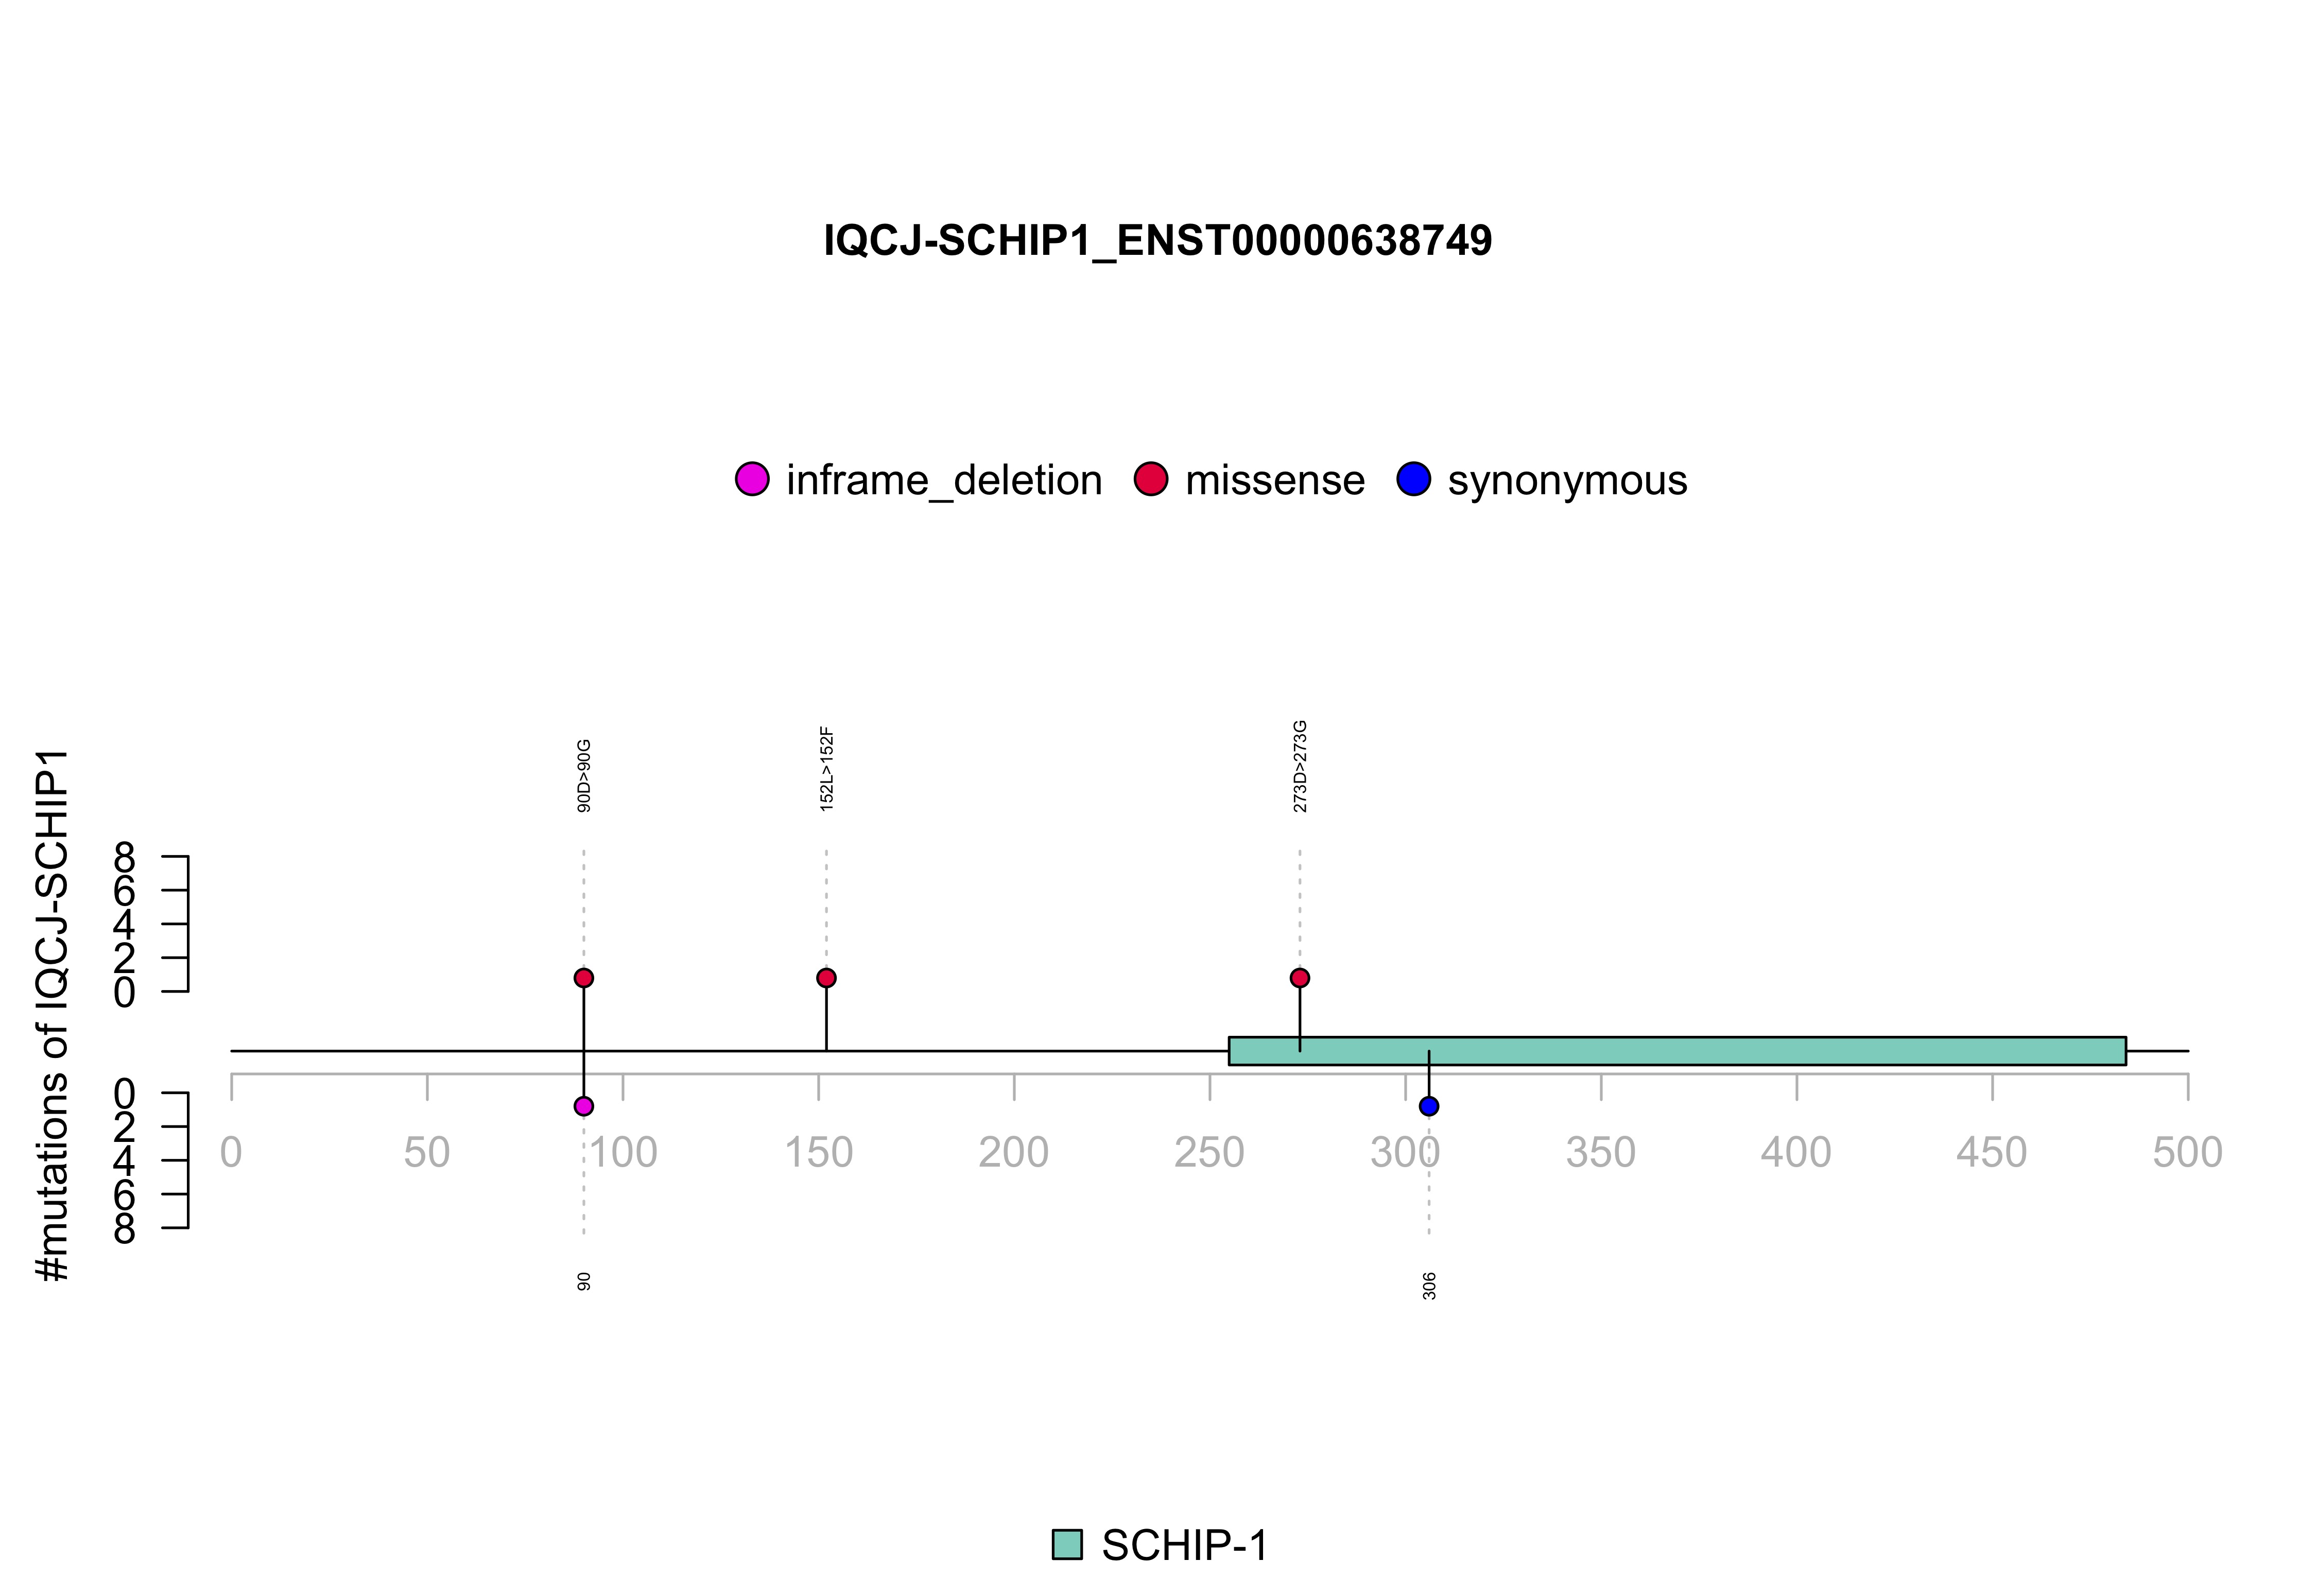 IQCJ-SCHIP1_ENST00000638749
inframe_deletion missense synonymous
90D>90G 152L>152F 273D>273G
#mutations of IQCJ-SCHIP1
8
6
4
2
0
0
2
4
6
8
0 50 100 150 200 250 300 350 400 450 500
90 306
SCHIP-1